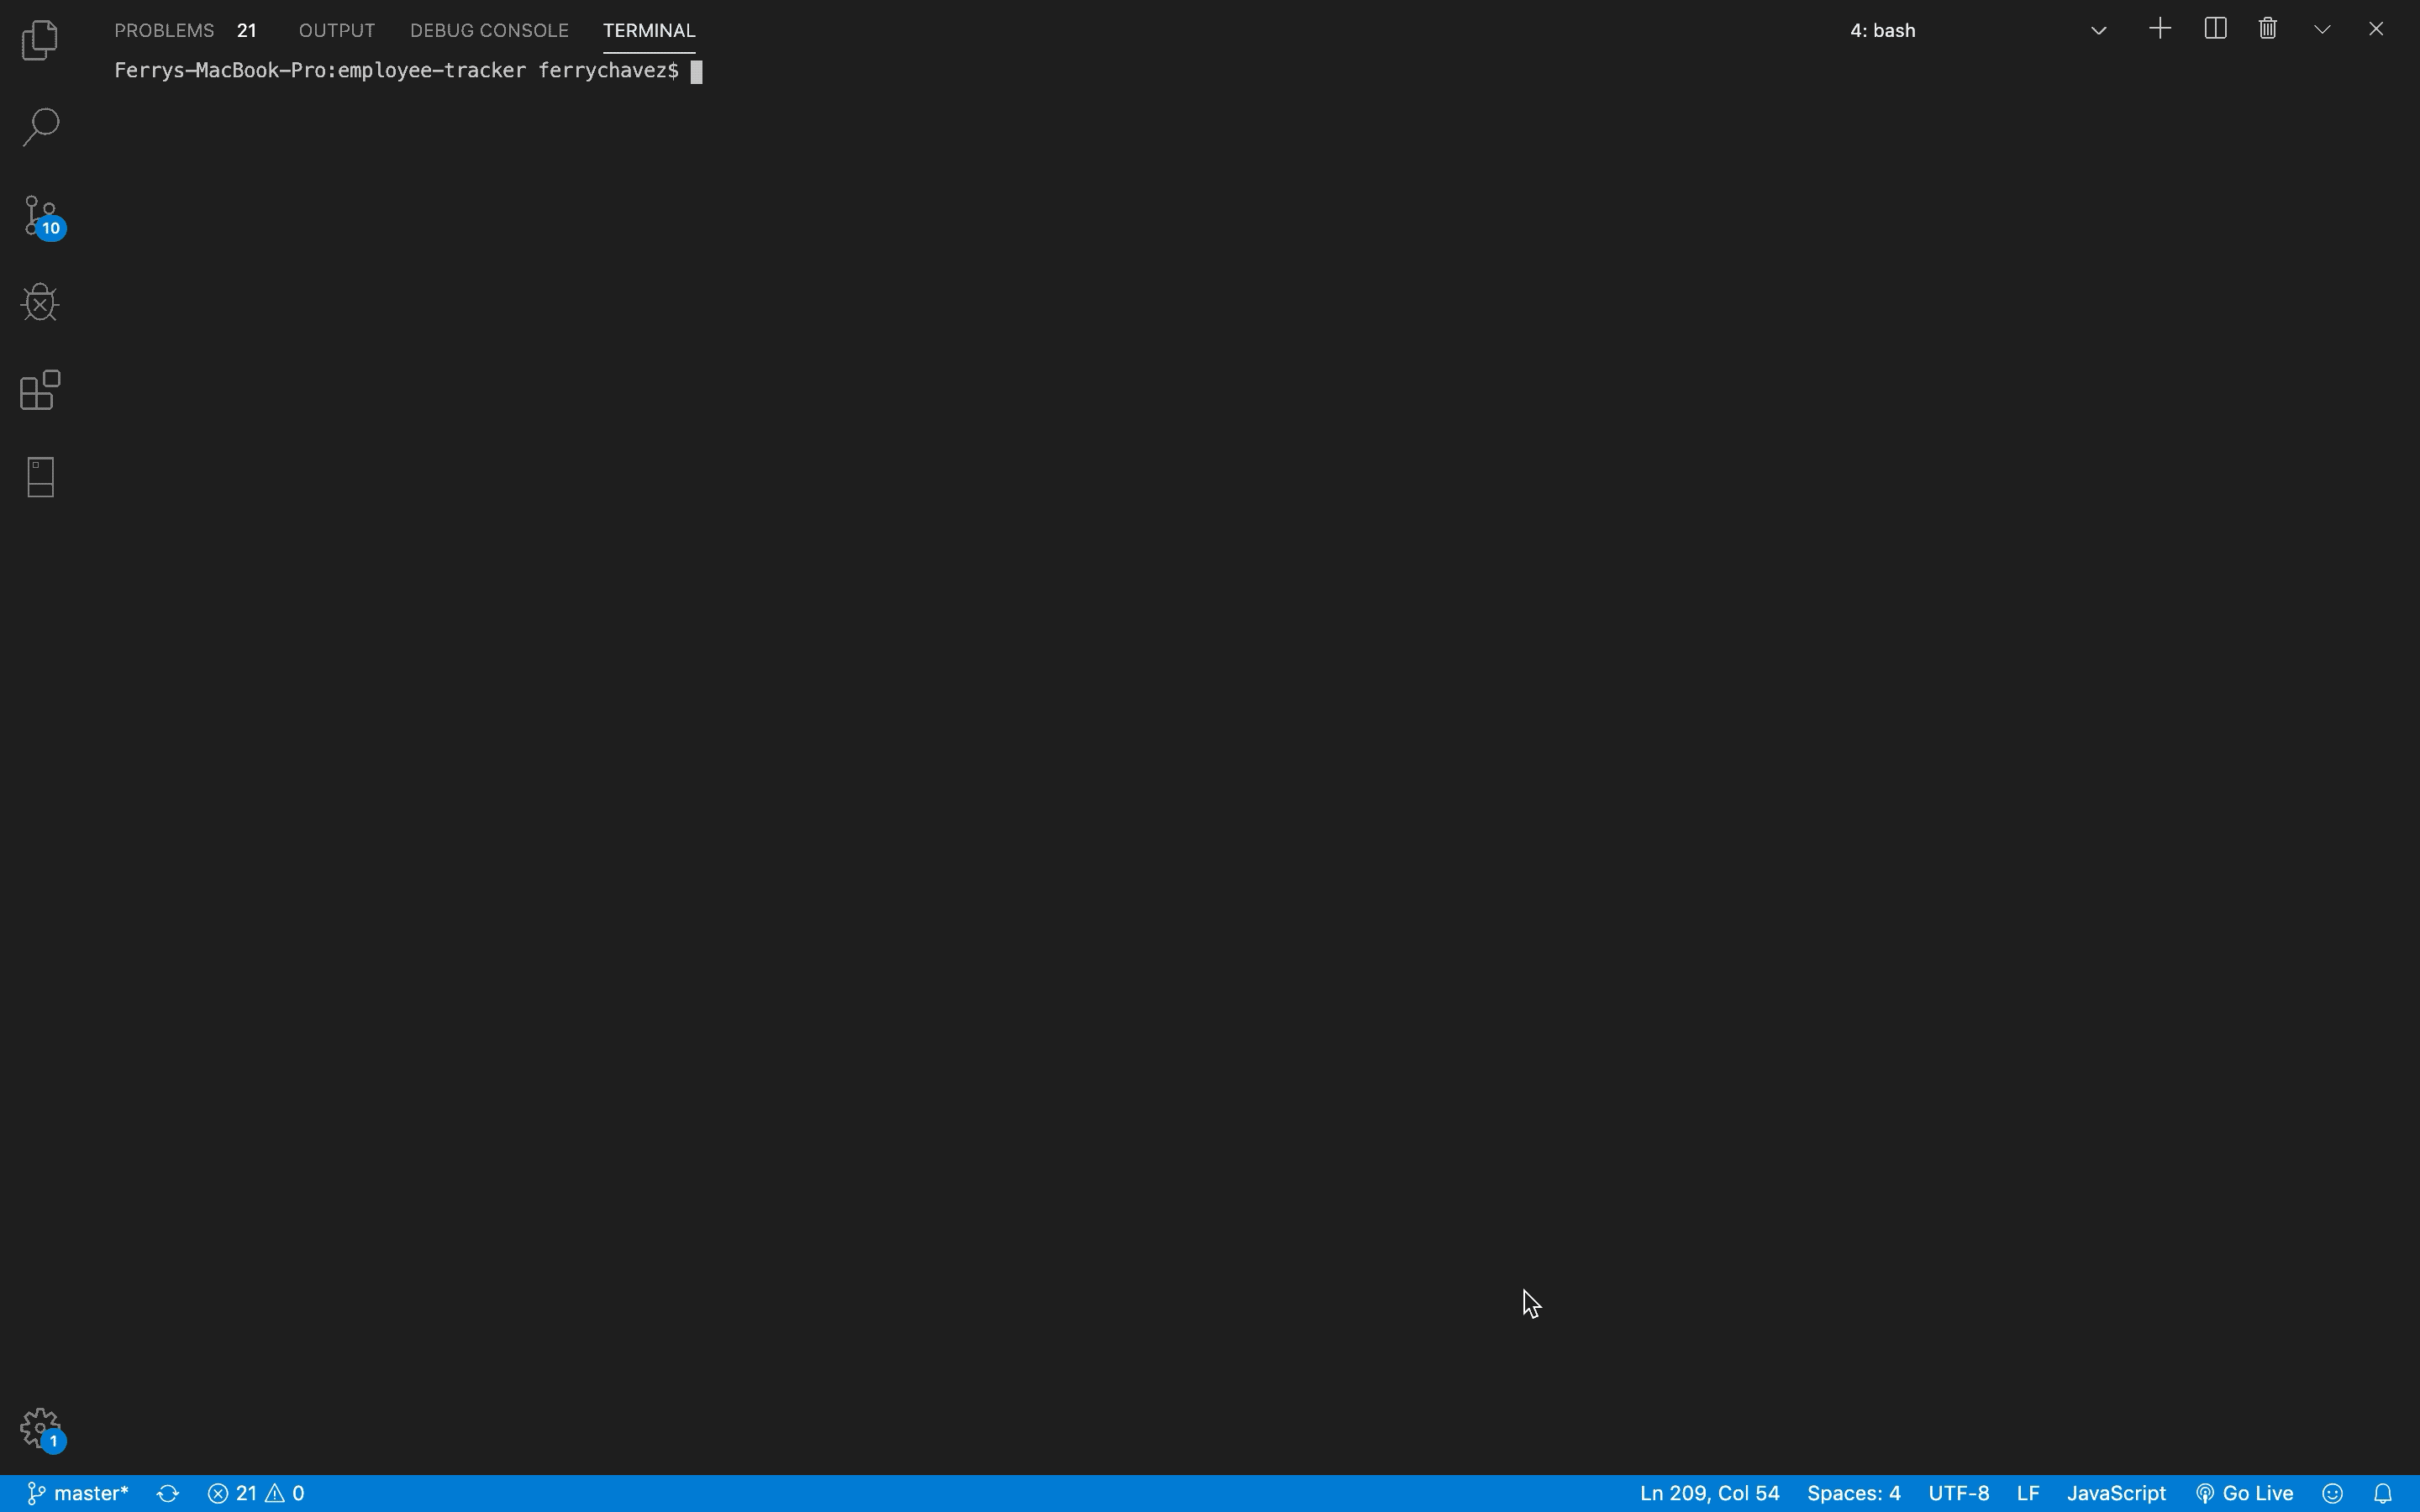 PROBLEMS 21 OUTPUT DEBUG CONSOLE TERMINAL 4: bash
Ferrys-MacBook-Pro:employee-tracker ferrychavez$
10
1
master* 21 0 Ln 209, Col 54 Spaces: 4 UTF-8 LF JavaScript Go Live